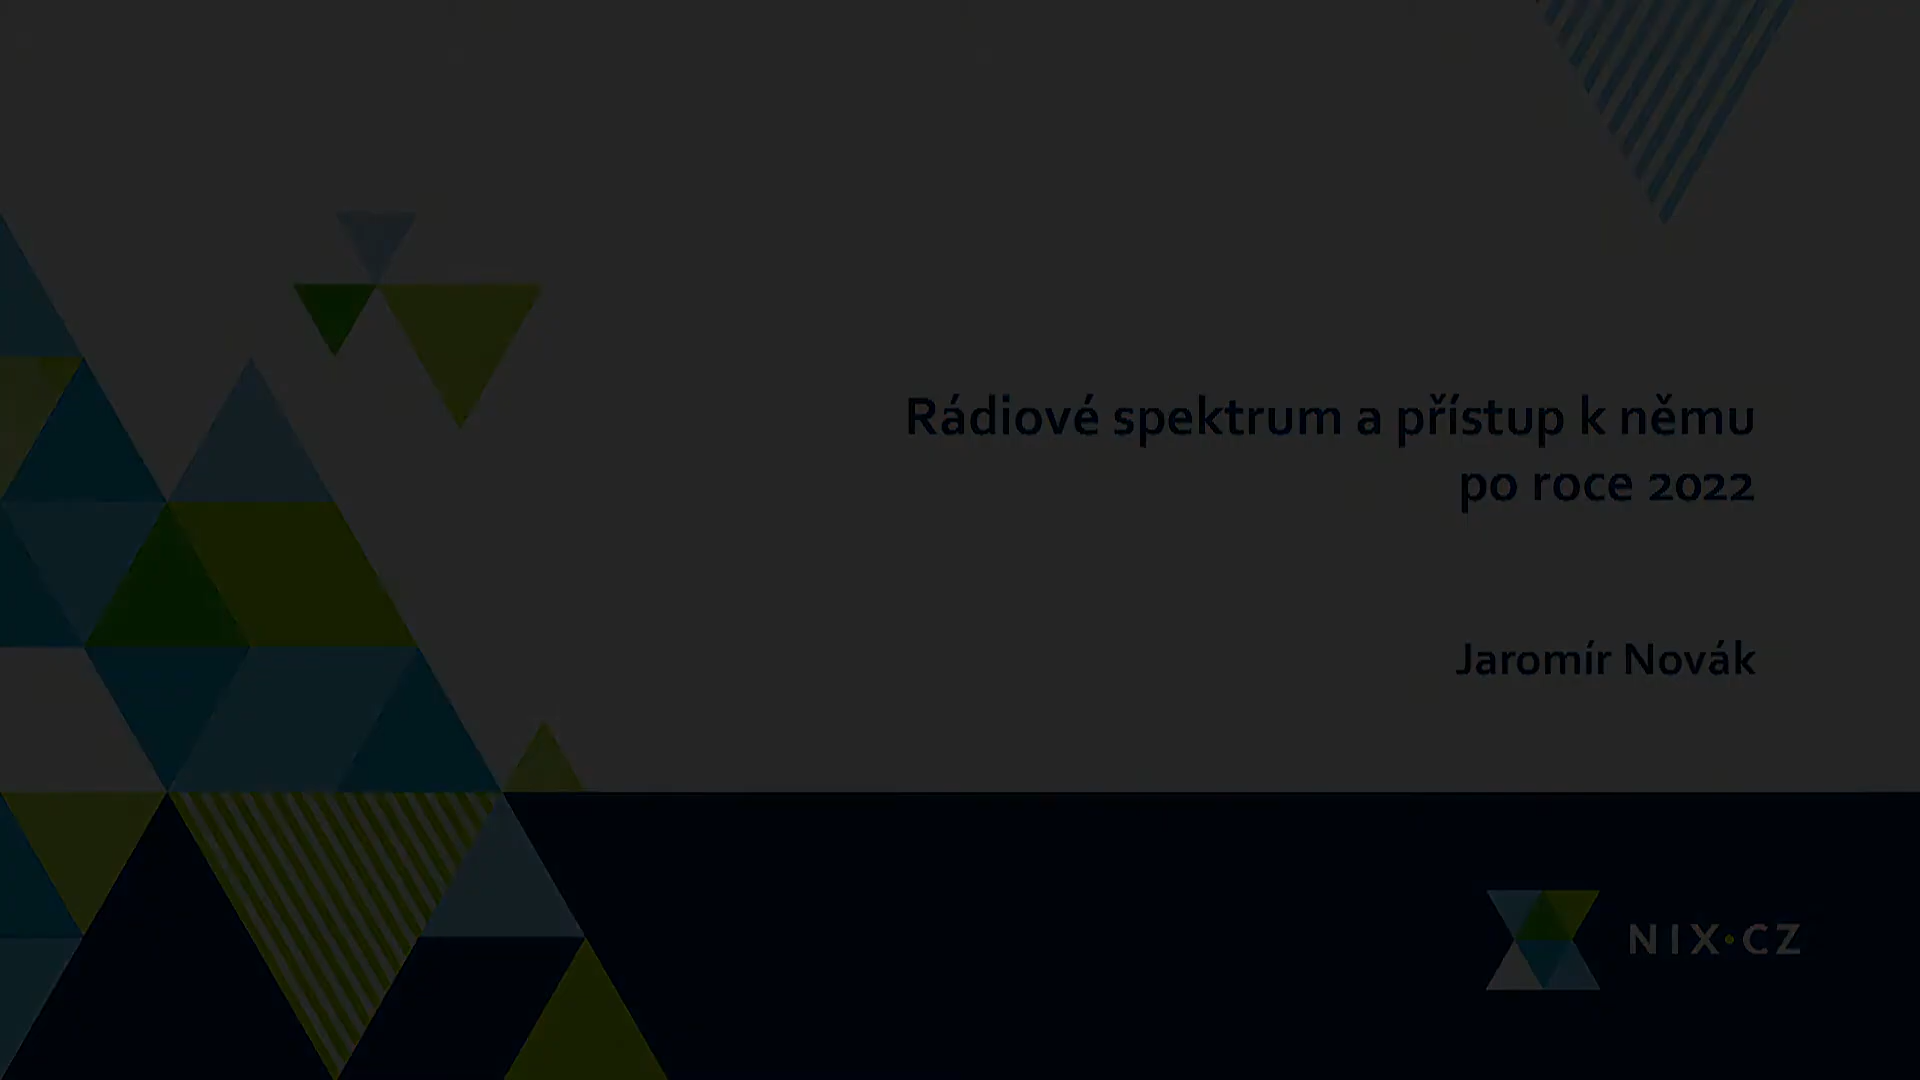 Rádiové spektrum a přístup k němu
po roce 2022
Jaromír Novák
NIX.CZ